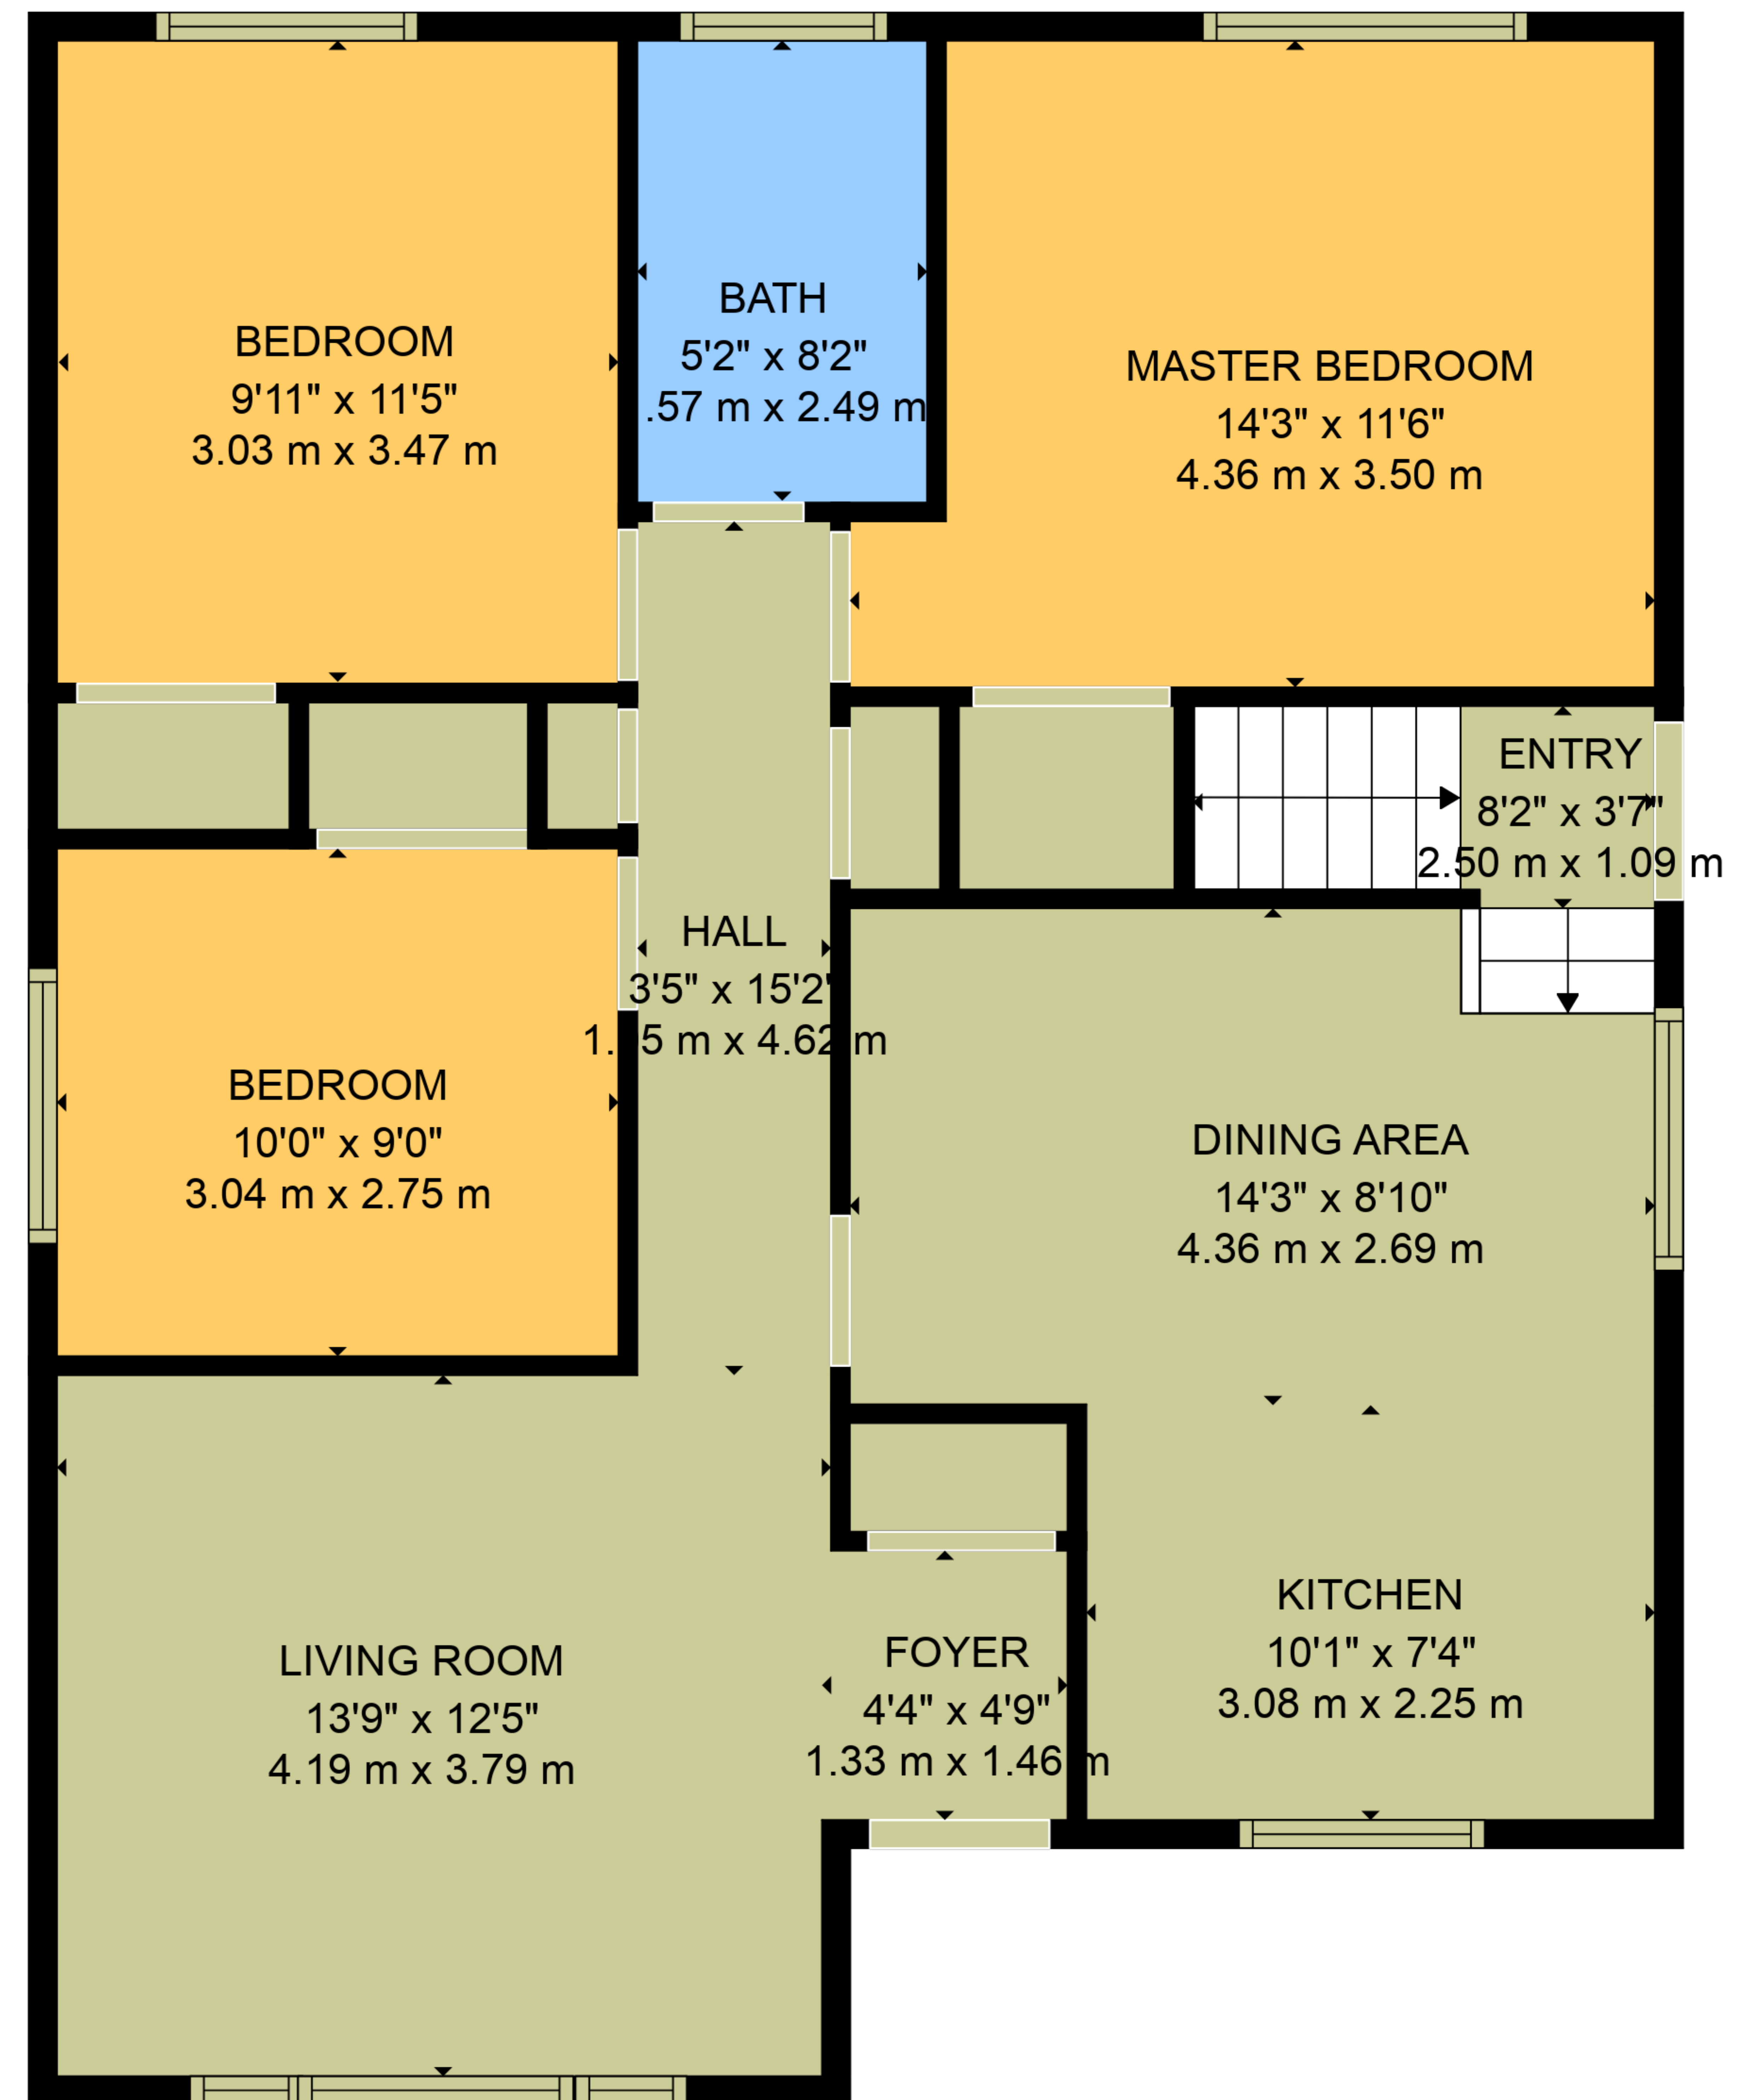 BEDROOM
9'11" x 11'5"
3.03 m x 3.47 m
BATH
5'2" x 8'2"
.57 m x 2.49 m
MASTER BEDROOM
14'3" x 11'6"
4.36 m x 3.50 m
ENTRY
8'2" x 3'7"
2.50 m x 1.09 m
HALL
3'5" x 15'2"
m x 4.62 m
BEDROOM
10'0" x 9'0"
3.04 m x 2.75 m
DINING AREA
14'3" x 8'10"
4.36 m x 2.69 m
LIVING ROOM
13'9" x 12'5"
4.19 m x 3.79 m
FOYER
4'4" x 4'9"
1.33 m x 1.46 m
KITCHEN
10'1" x 7'4"
3.08 m x 2.25 m